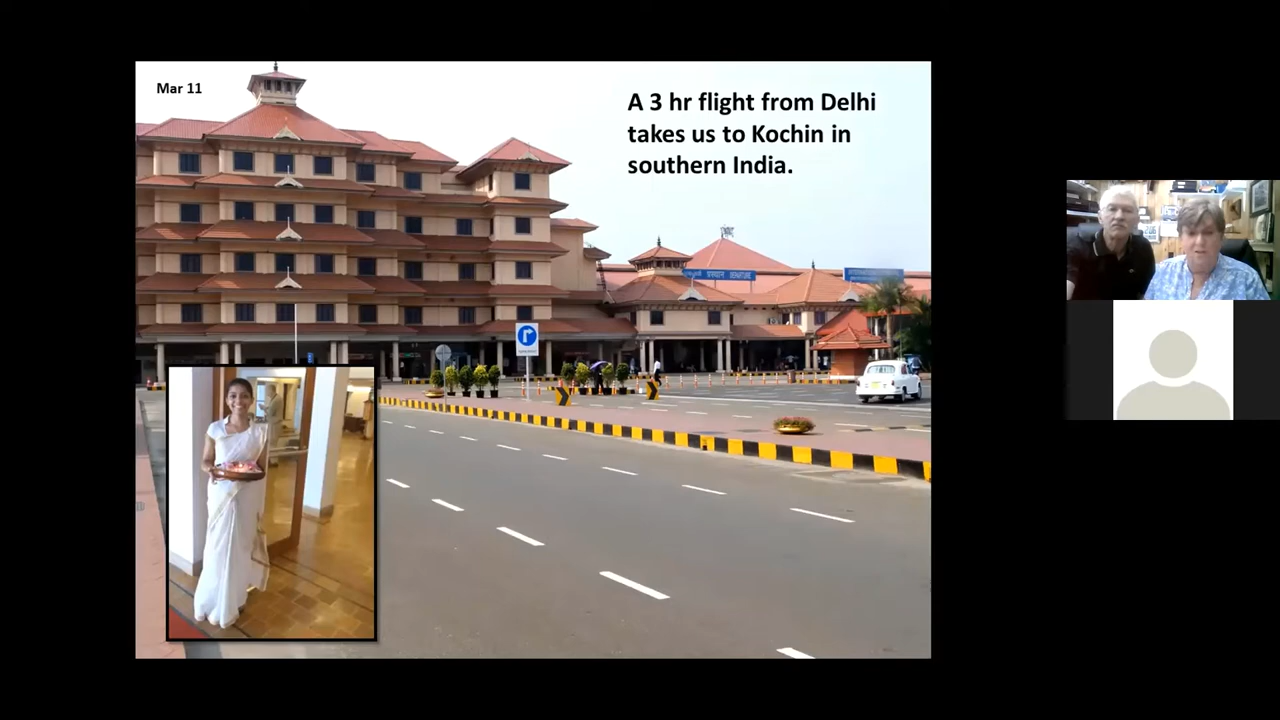 Mar 11
A 3 hr flight from Delhi
takes us to Kochin in
southern India.
DEPARTURE